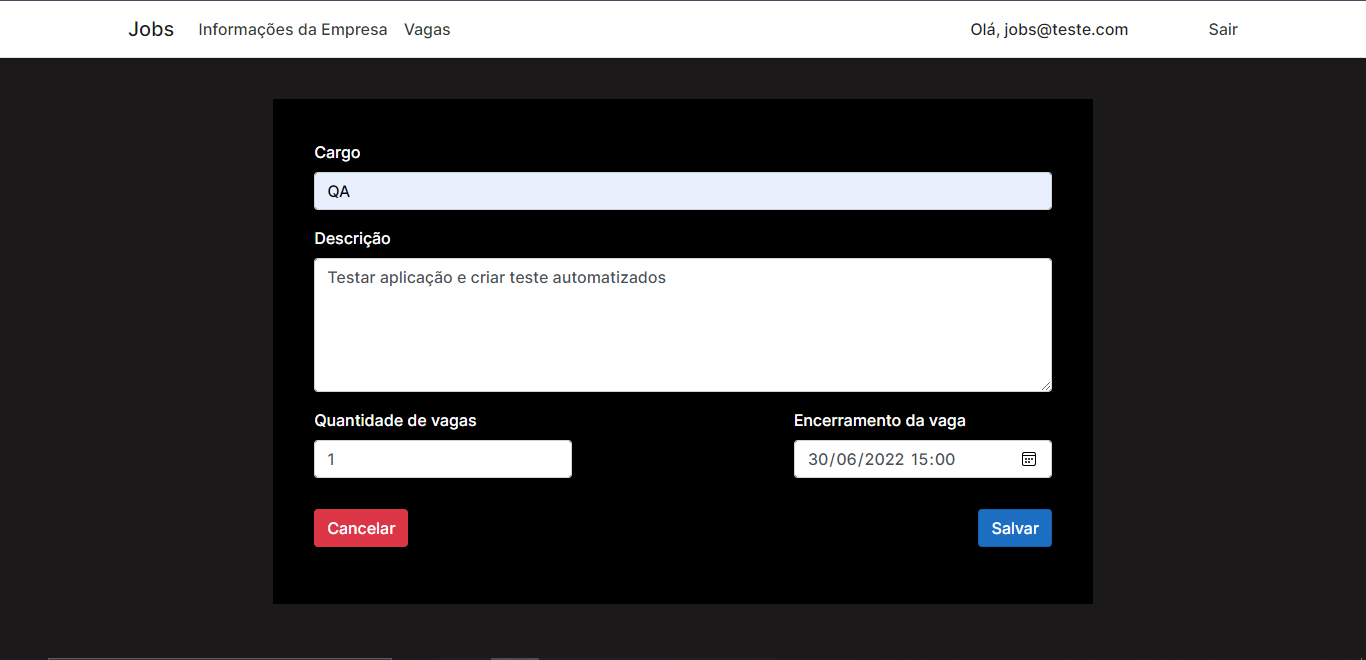 Jobs Informações da Empresa Vagas Olá, jobs@teste.com Sair
Cargo
QA
Descrição
Testar aplicação e criar teste automatizados
Quantidade de vagas Encerramento da vaga
1 30/06/2022 15:00
Cancelar Salvar